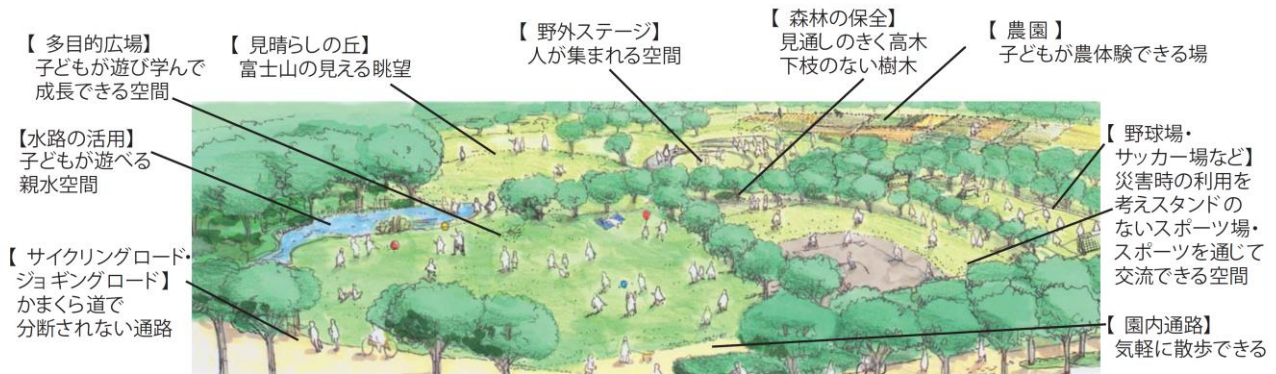 【 多目的広場】
子どもが遊び学んで
成長できる空間
【 見晴らしの丘】
富士山の見える眺望
【 野外ステージ】
人が集まれる空間
【 森林の保全】
見通しのきく高木
下枝のない樹木
【 農園】
子どもが農体験できる場
【水路の活用】
子どもが遊べる
親水空間
【 野球場・
サッカー場など】
災害時の利用を
考えスタンドの
ないスポーツ場・
スポーツを通じて
交流できる空間
【 サイクリングロード・
ジョギングロード】
かまくら道で
分断されない通路
【 園内通路】
気軽に散歩できる